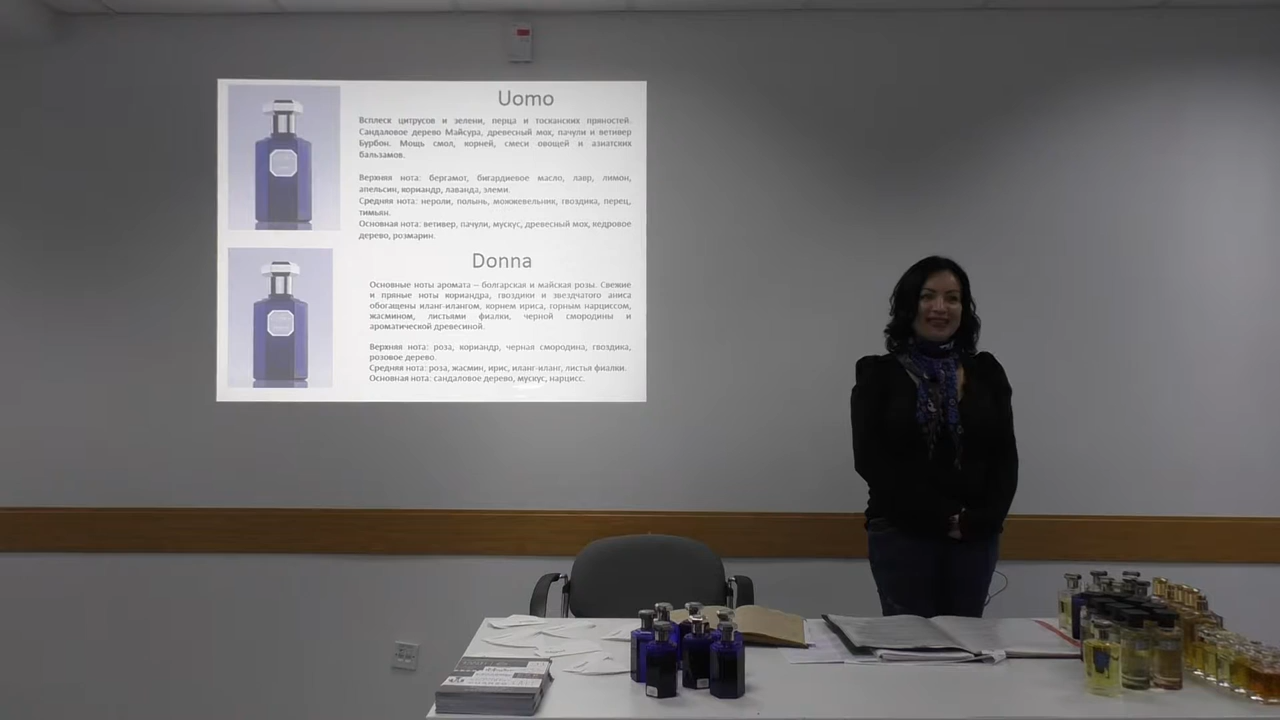 Uomo
Всплеск цитрусов и зелени, перца и тосканских пряностей.
Сандаловое дерево Майсура, древесный мох, пачули и ветивер
Бурбон. Мощь смол, корней, смеси овощей и азиатских
бальзамов.
Верхняя нота: бергамот, бигардиевое масло, лавр, лимон,
апельсин, кориандр, лаванда, элеми.
Средняя нота: нероли, полынь, можжевельник, гвоздика, перец,
тимьян.
Основная нота: ветивер, пачули, мускус, древесный мох, кедровое
дерево, розмарин.
Donna
Основные ноты аромата – болгарская и майская розы. Свежие
и пряные ноты кориандра, гвоздики и звездчатого аниса
обогащены иланг-илангом, корнем ириса, горным нарциссом,
жасмином, листьями фиалки, черной смородины и
ароматической древесиной.
Верхняя нота: роза, кориандр, черная смородина, гвоздика,
розовое дерево.
Средняя нота: роза, жасмин, ирис, иланг-иланг, листья фиалки.
Основная нота: сандаловое дерево, мускус, нарцисс.